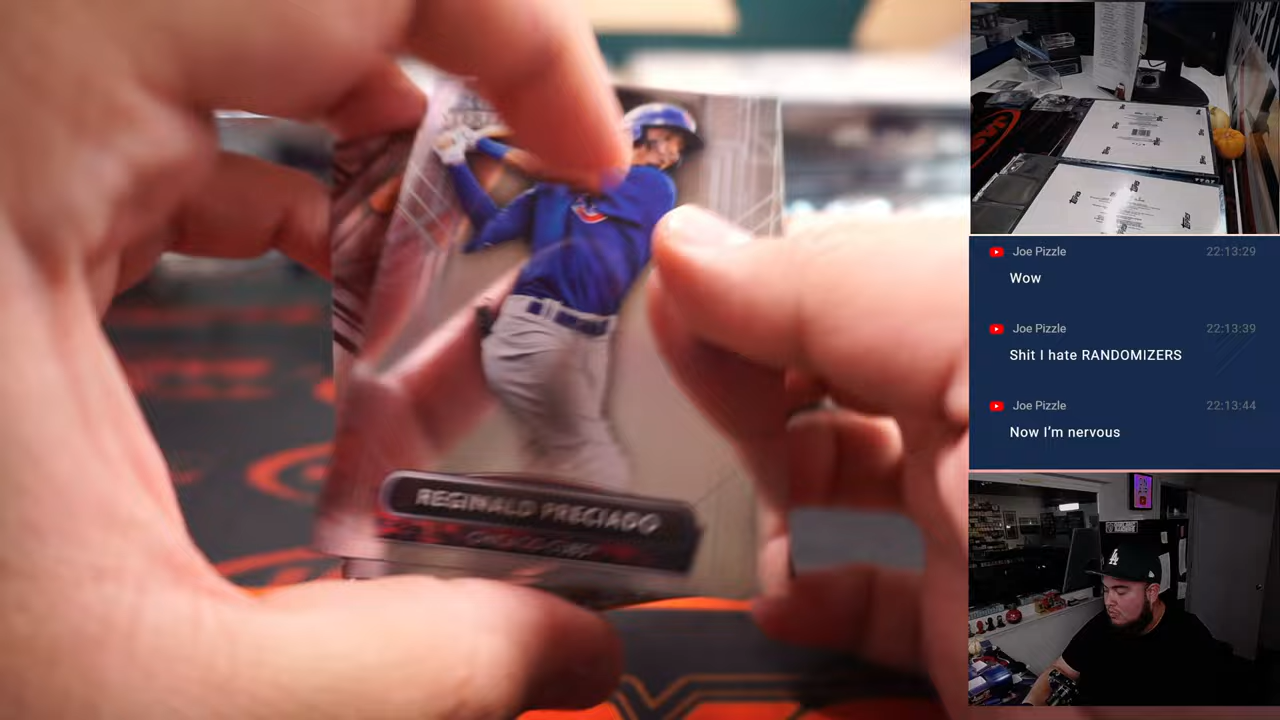 REGINALD PRECIADO
Joe Pizzle 22:13:29
Wow
Joe Pizzle 22:13:39
Shit I hate RANDOMIZERS
Joe Pizzle 22:13:44
Now I'm nervous
LA